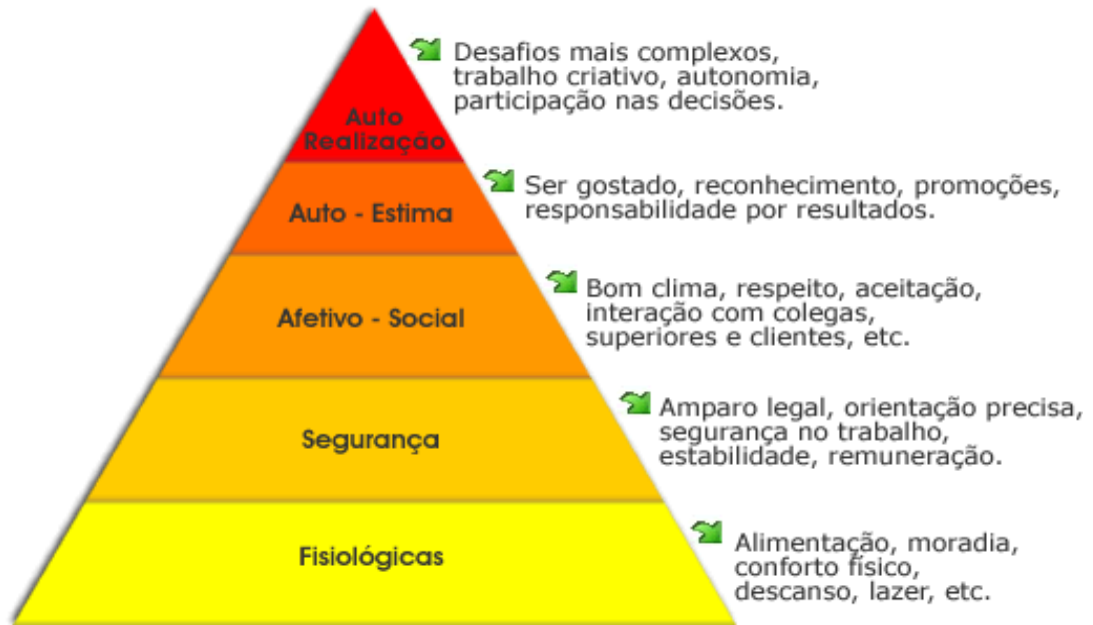 Desafios mais complexos,
trabalho criativo, autonomia,
participação nas decisões.
Auto
Realização
Ser gostado, reconhecimento, promoções,
responsabilidade por resultados.
Auto - Estima
Bom clima, respeito, aceitação,
interação com colegas,
superiores e clientes, etc.
Afetivo - Social
Amparo legal, orientação precisa,
segurança no trabalho,
estabilidade, remuneração.
Segurança
Alimentação, moradia,
conforto físico,
descanso, lazer, etc.
Fisiológicas